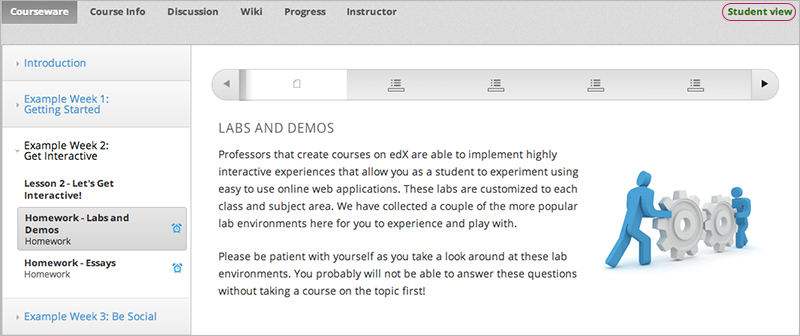 Courseware Course Info Discussion Wiki Progress Instructor Student view
Introduction
Example Week 1:
Getting Started
Example Week 2:
Get Interactive
Lesson 2 - Let's Get
Interactive!
Homework - Labs and
Demos
Homework
Homework - Essays
Homework
Example Week 3: Be Social
LABS AND DEMOS
Professors that create courses on edX are able to implement highly
interactive experiences that allow you as a student to experiment using
easy to use online web applications. These labs are customized to each
class and subject area. We have collected a couple of the more popular
lab environments here for you to experience and play with.
Please be patient with yourself as you take a look around at these lab
environments. You probably will not be able to answer these questions
without taking a course on the topic first!